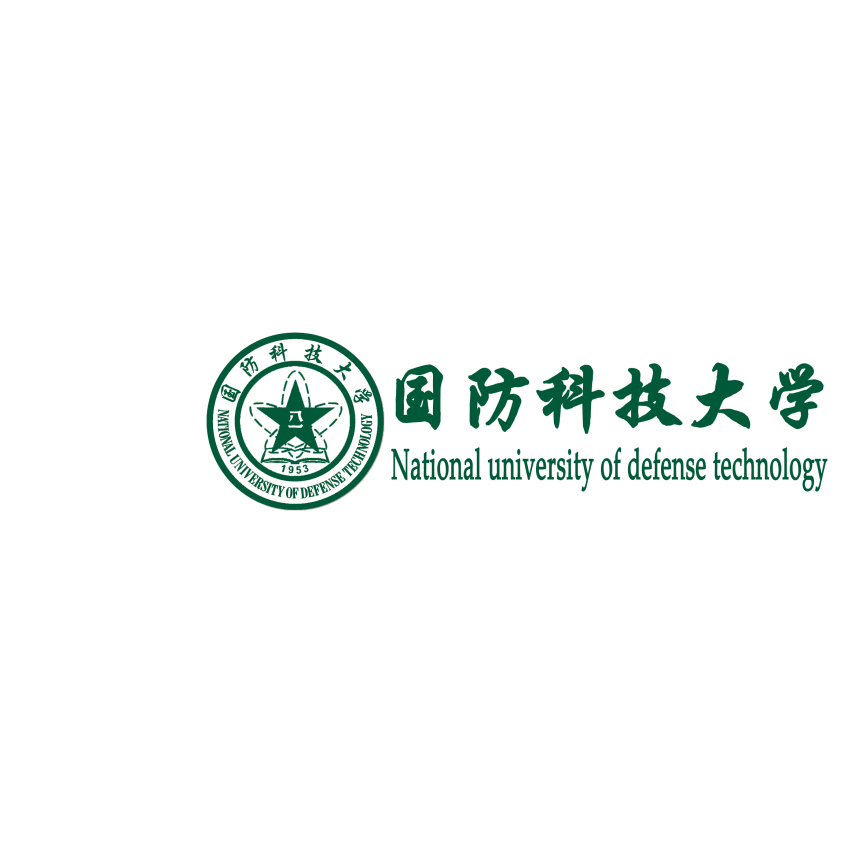 国防科技大学
NATIONAL UNIVERSITY OF DEFENSE TECHNOLOGY
八一
1953
国防科技大学
National university of defense technology